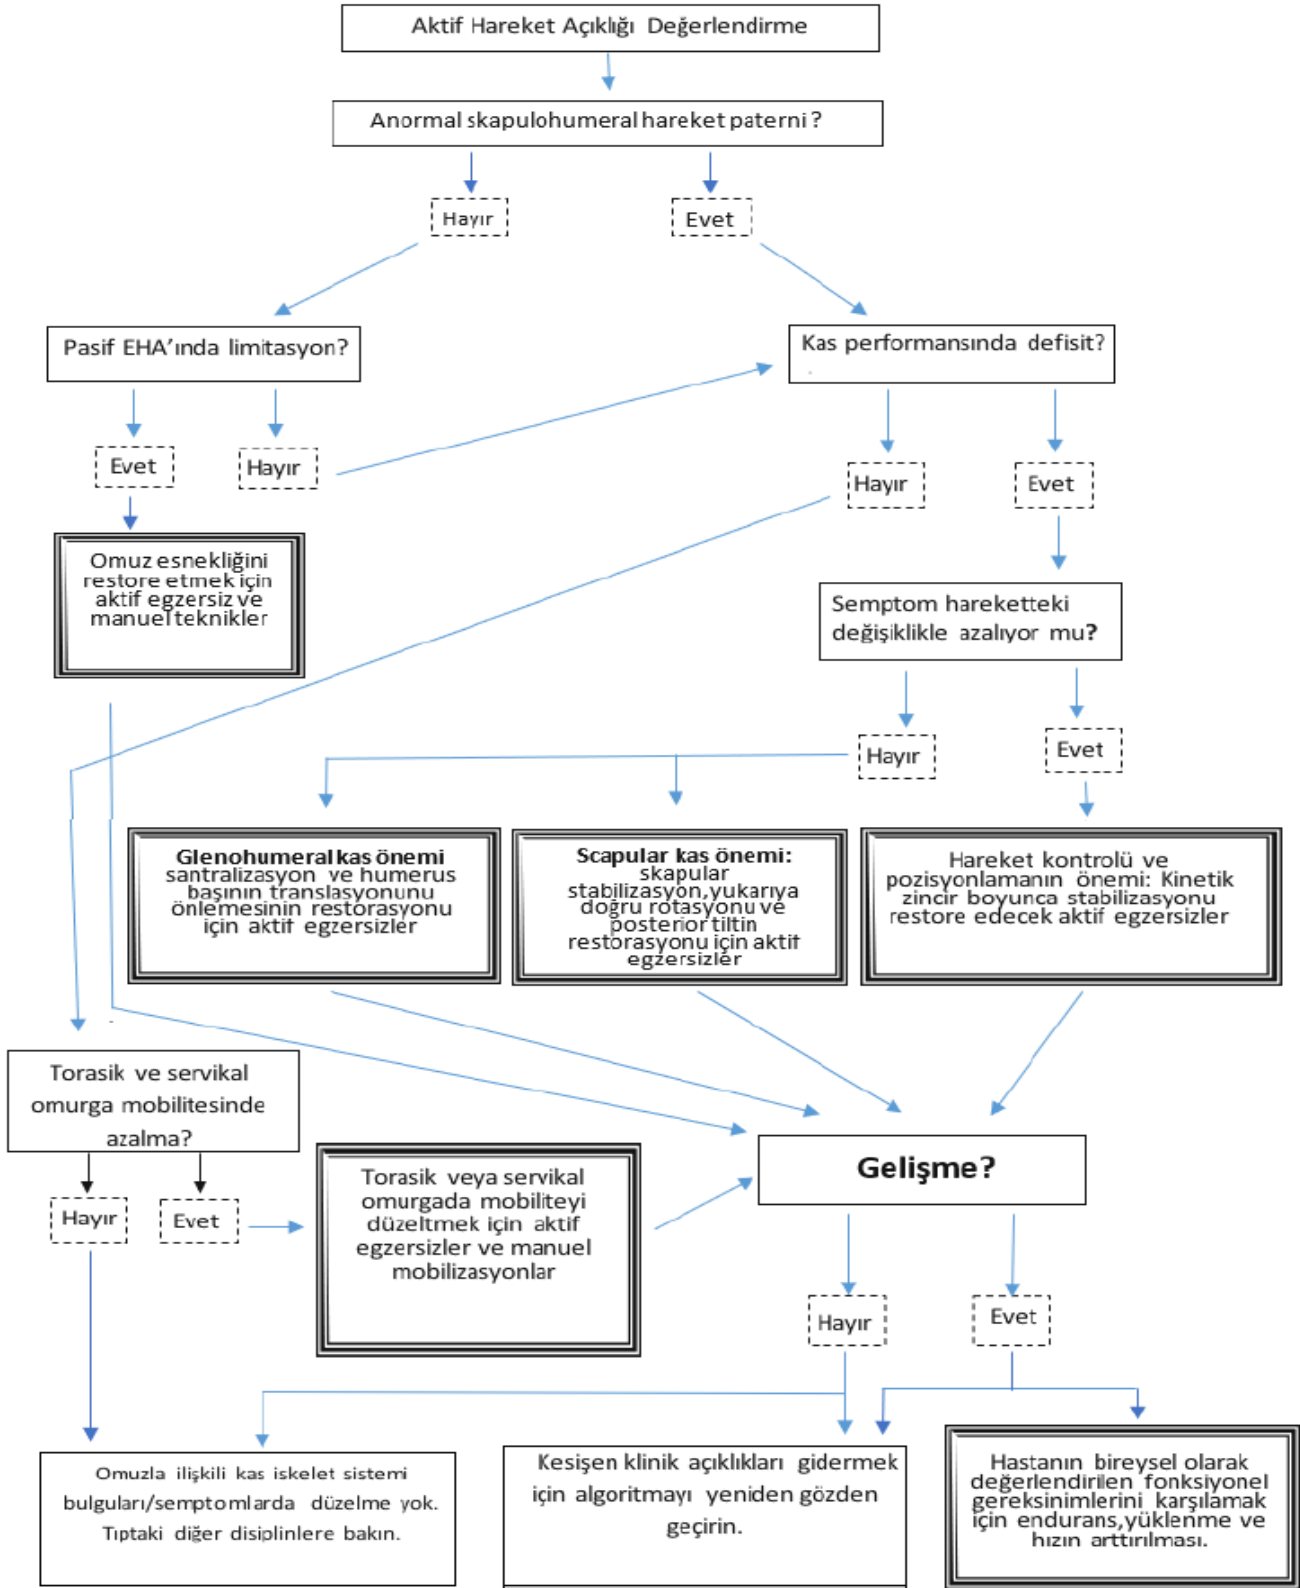 Aktif Hareket Açıklığı Değerlendirme
Anormal skapulohumeral hareket paterni?
Hayır
Evet
Pasif EHA'ında limitasyon?
Kas performansında defisit?
Evet
Hayır
Hayır
Evet
Omuz esnekliğini
restore etmek için
aktif egzersiz ve
manuel teknikler
Semptom hareketteki
değişiklikle azalıyor mu?
Hayır
Evet
Glenohumeral kas önemi
santralizasyon ve humerus
başının translasyonunu
önlemesinin restorasyonu
için aktif egzersizler
Scapular kas önemi:
skapular
stabilizasyon,yukarıya
doğru rotasyonu ve
posterior tiltin
restorasyonu için aktif
egzersizler
Hareket kontrolü ve
pozisyonlamanın önemi: Kinetik
zincir boyunca stabilizasyonu
restore edecek aktif egzersizler
Torasik ve servikal
omurga mobilitesinde
azalma?
Hayır
Evet
Torasik veya servikal
omurgada mobiliteyi
düzeltmek için aktif
egzersizler ve manuel
mobilizasyonlar
Gelişme?
Hayır
Evet
Omuzla ilişkili kas iskelet sistemi
bulguları/semptomlarda düzelme yok.
Tıptaki diğer disiplinlere bakın.
Kesişen klinik açıklıkları gidermek
için algoritmayı yeniden gözden
geçirin.
Hastanın bireysel olarak
değerlendirilen fonksiyonel
gereksinimlerini karşılamak
için endurans,yüklenme ve
hızın arttırılması.